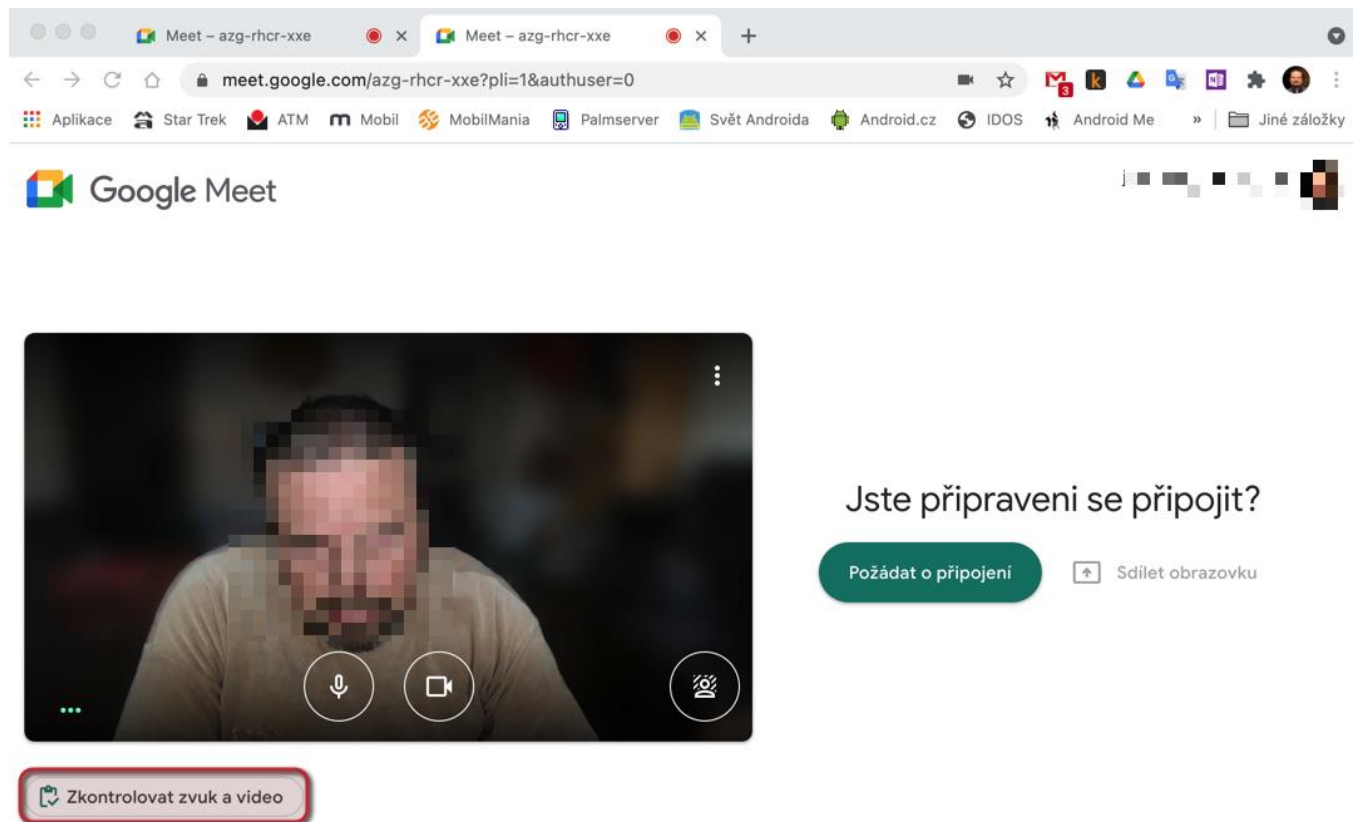 Meet – azg-rhcr-xxe
Meet – azg-rhcr-xxe
meet.google.com/azg-rhcr-xxe?pli=1&authuser=0
3
Aplikace Star Trek ATM Mobil MobilMania Palmserver Svět Androida Android.cz IDOS Android Me » Jiné záložky
Google Meet
Jste připraveni se připojit?
Požádat o připojení Sdílet obrazovku
Zkontrolovat zvuk a video